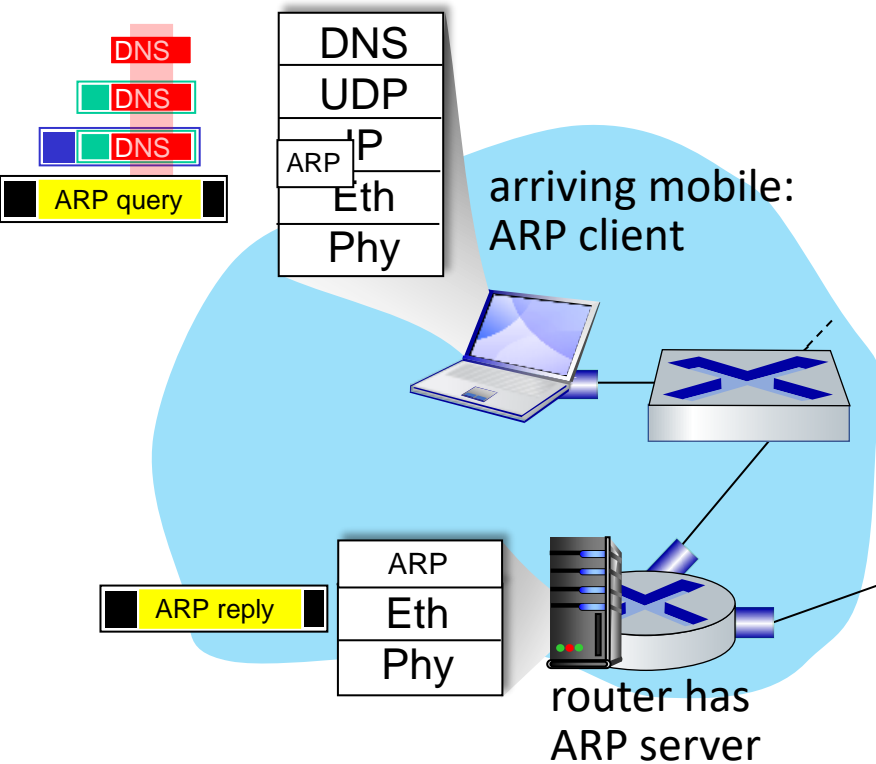 DNS
DNS
DNS
ARP query
DNS
UDP
IP
ARP
Eth
Phy
arriving mobile:
ARP client
ARP reply
ARP
Eth
Phy
router has
ARP server